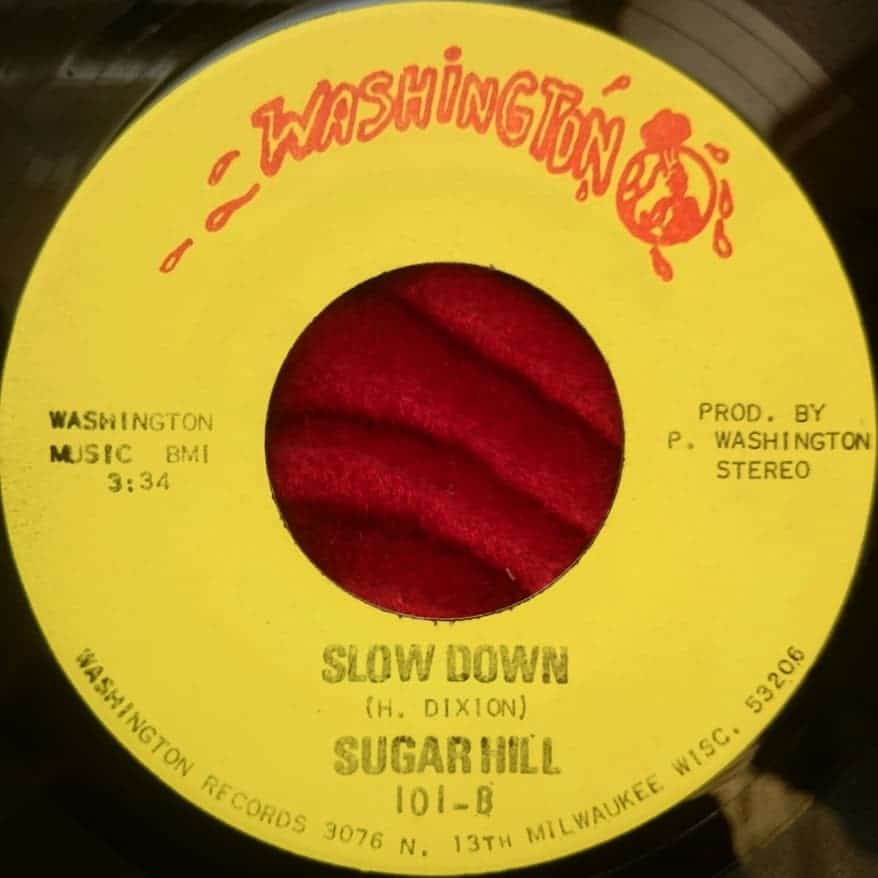 WASHiNGTON
WASHINGTON
MUSIC BMI
3:34
PROD. BY
P. WASHINGTON
STEREO
SLOW DOWN
(H. DIXION)
SUGAR HILL
101-B
WASHINGTON RECORDS 3076 N. 13TH MILWAUKEE WISC. 53206